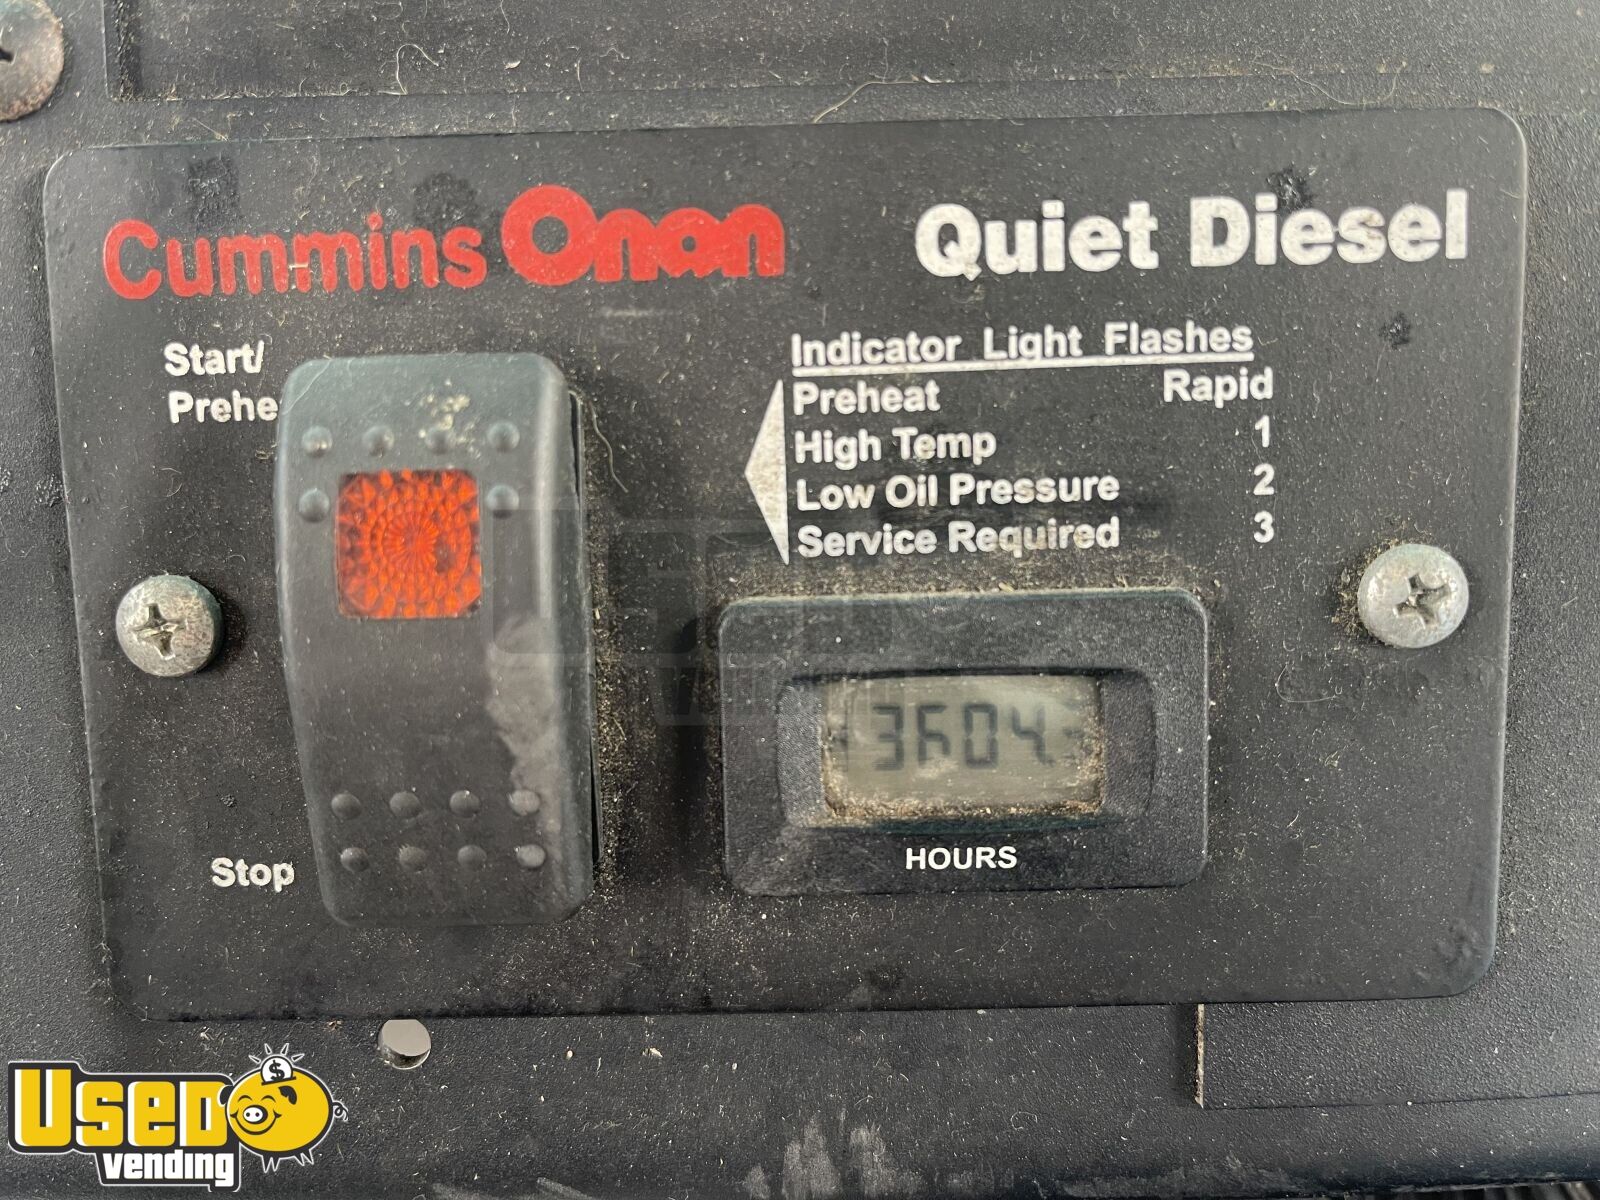 Cummins Onan
Quiet Diesel
Start/
Prehe
Stop
Indicator Light Flashes
Preheat Rapid
High Temp 1
Low Oil Pressure 2
Service Required 3
3604.
HOURS
$
USED
vending